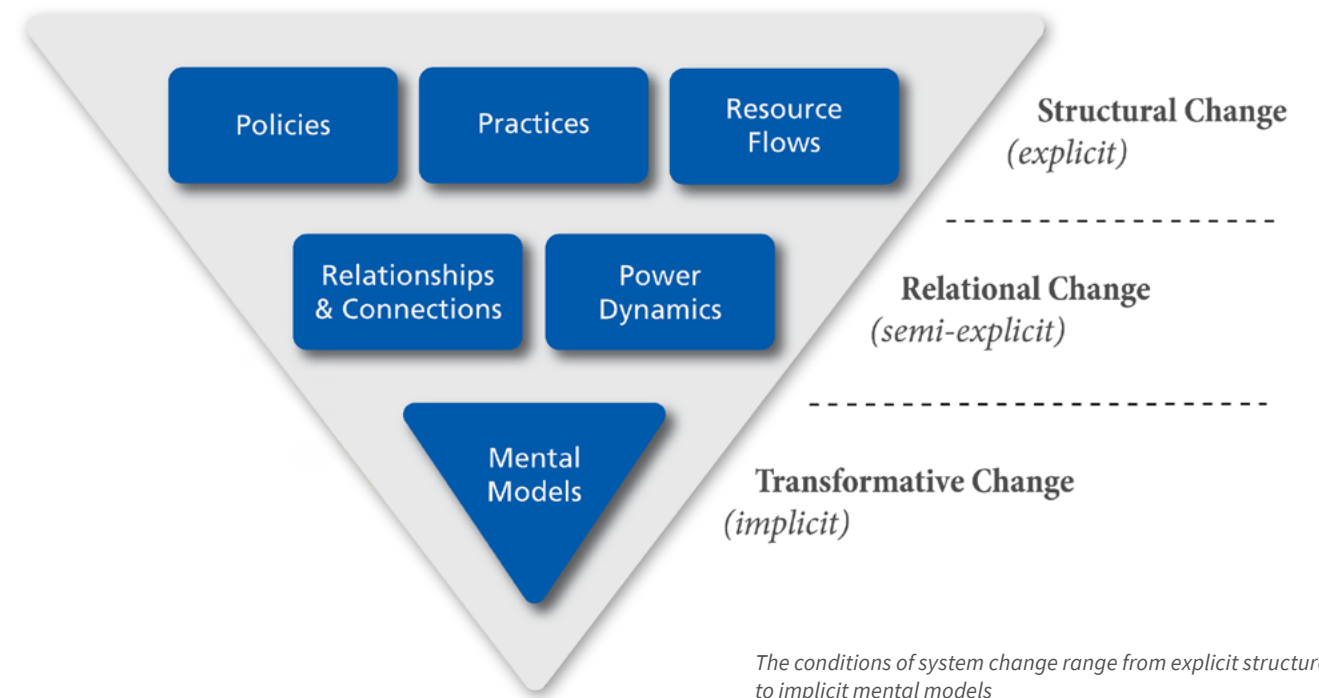 Policies
Practices
Resource
Flows
Structural Change
(explicit)
Relationships
& Connections
Power
Dynamics
Relational Change
(semi-explicit)
Mental
Models
Transformative Change
(implicit)
The conditions of system change range from explicit
to implicit mental models